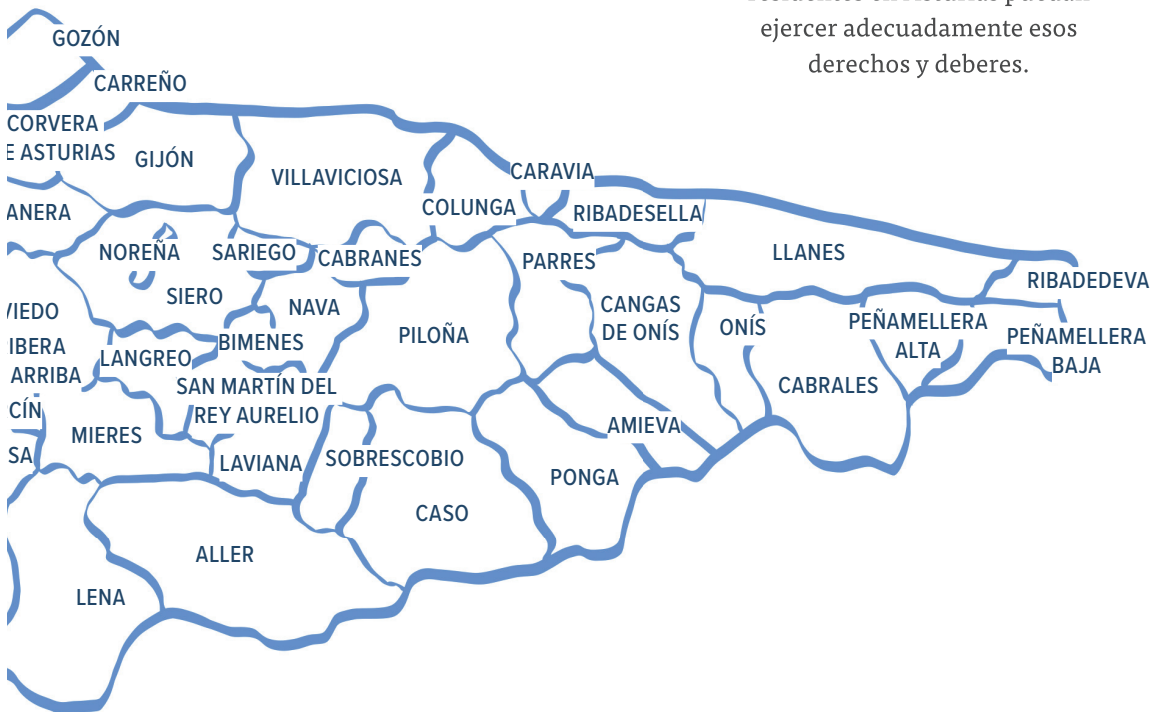 ejercer adecuadamente esos
derechos y deberes.
GOZÓN
CARREÑO
CORVERA
E ASTURIAS
GIJÓN
VILLAVICIOSA
CARAVIA
COLUNGA
RIBADESELLA
ANERA
NOREÑA
SARIEGO
CABRANES
PARRES
LLANES
RIBADEDEVA
SIERO
NAVA
PILOÑA
CANGAS
DE ONÍS
ONÍS
PEÑAMELLERA
ALTA
PEÑAMELLERA
BAJA
VIEDO
IBERA
ARRIBA
LANGREO
BIMENES
SAN MARTÍN DEL
REY AURELIO
CABRALES
CÍN
MIERES
AMIEVA
SA
LAVIANA
SOBRESCOBIO
PONGA
CASO
ALLER
LENA